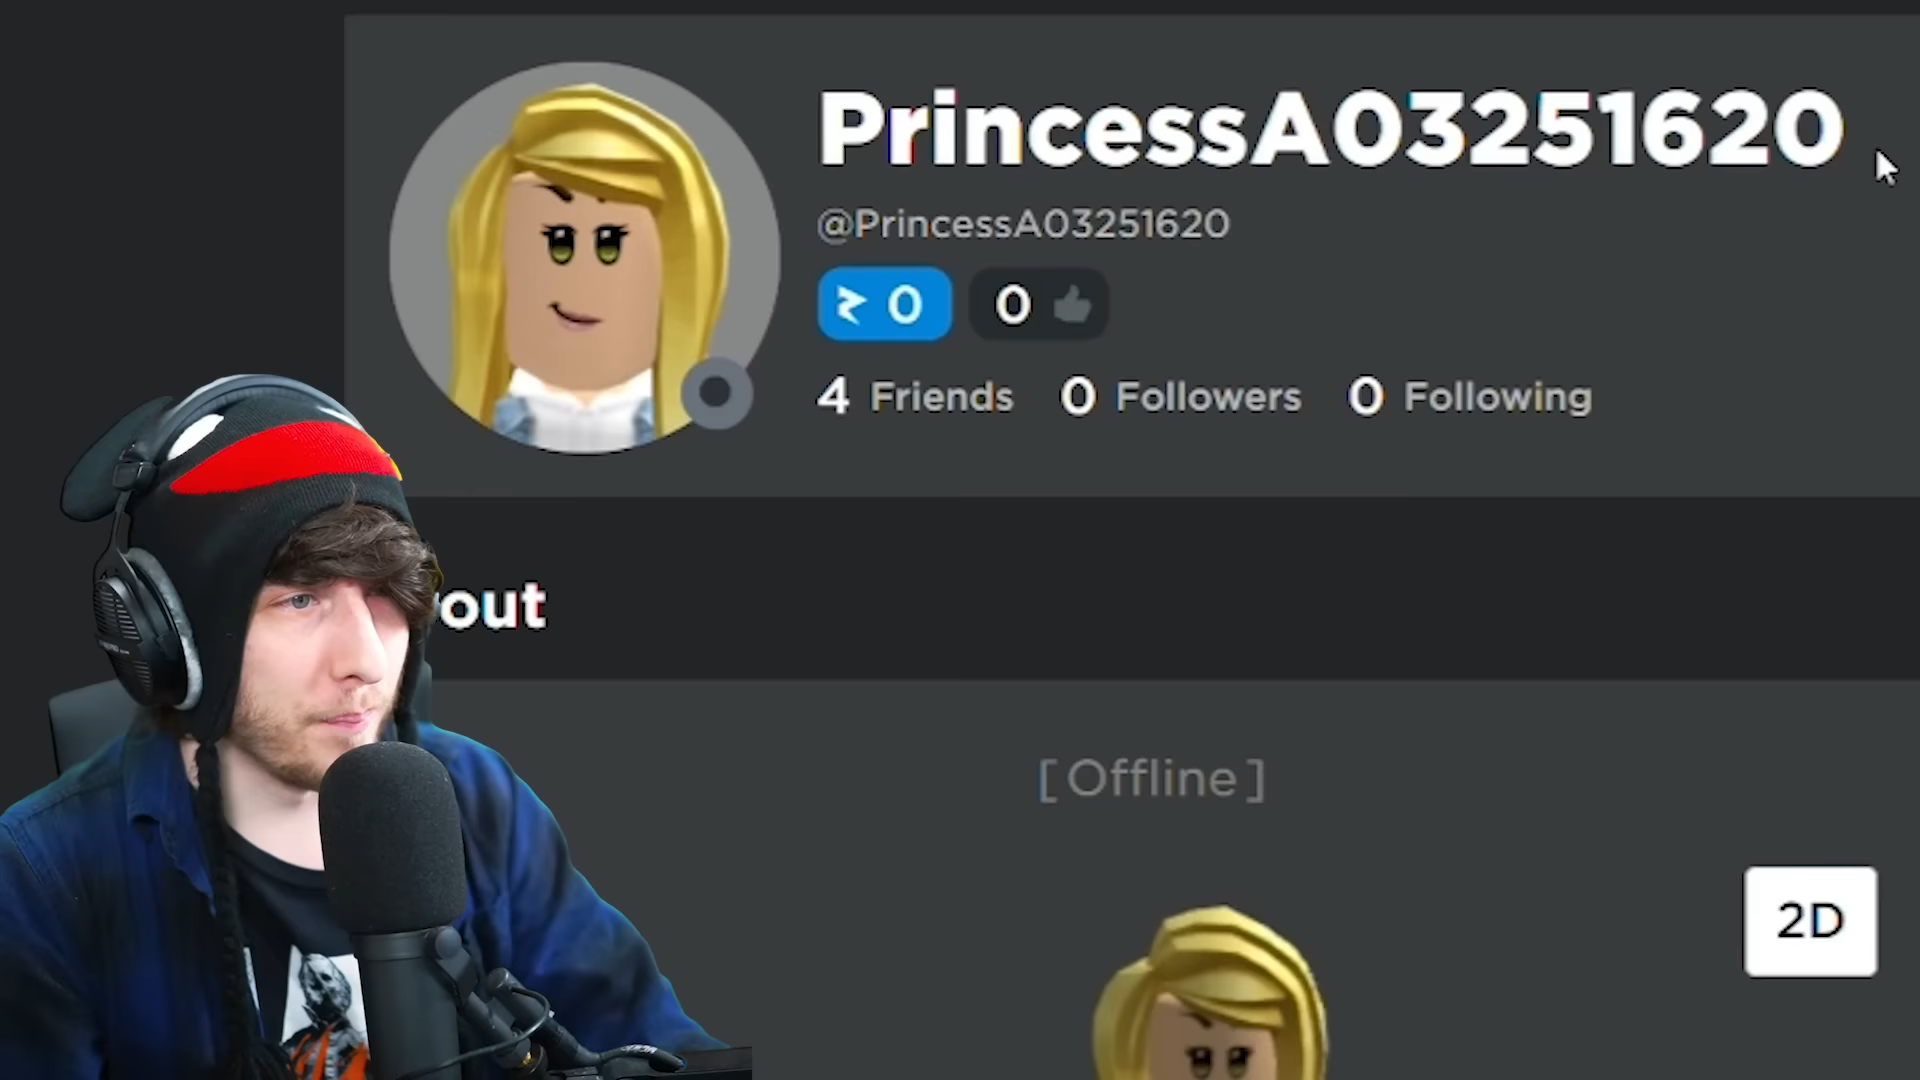 PrincessA03251620
@PrincessA03251620
0 0
4 Friends 0 Followers 0 Following
out
[ Offline ]
2D